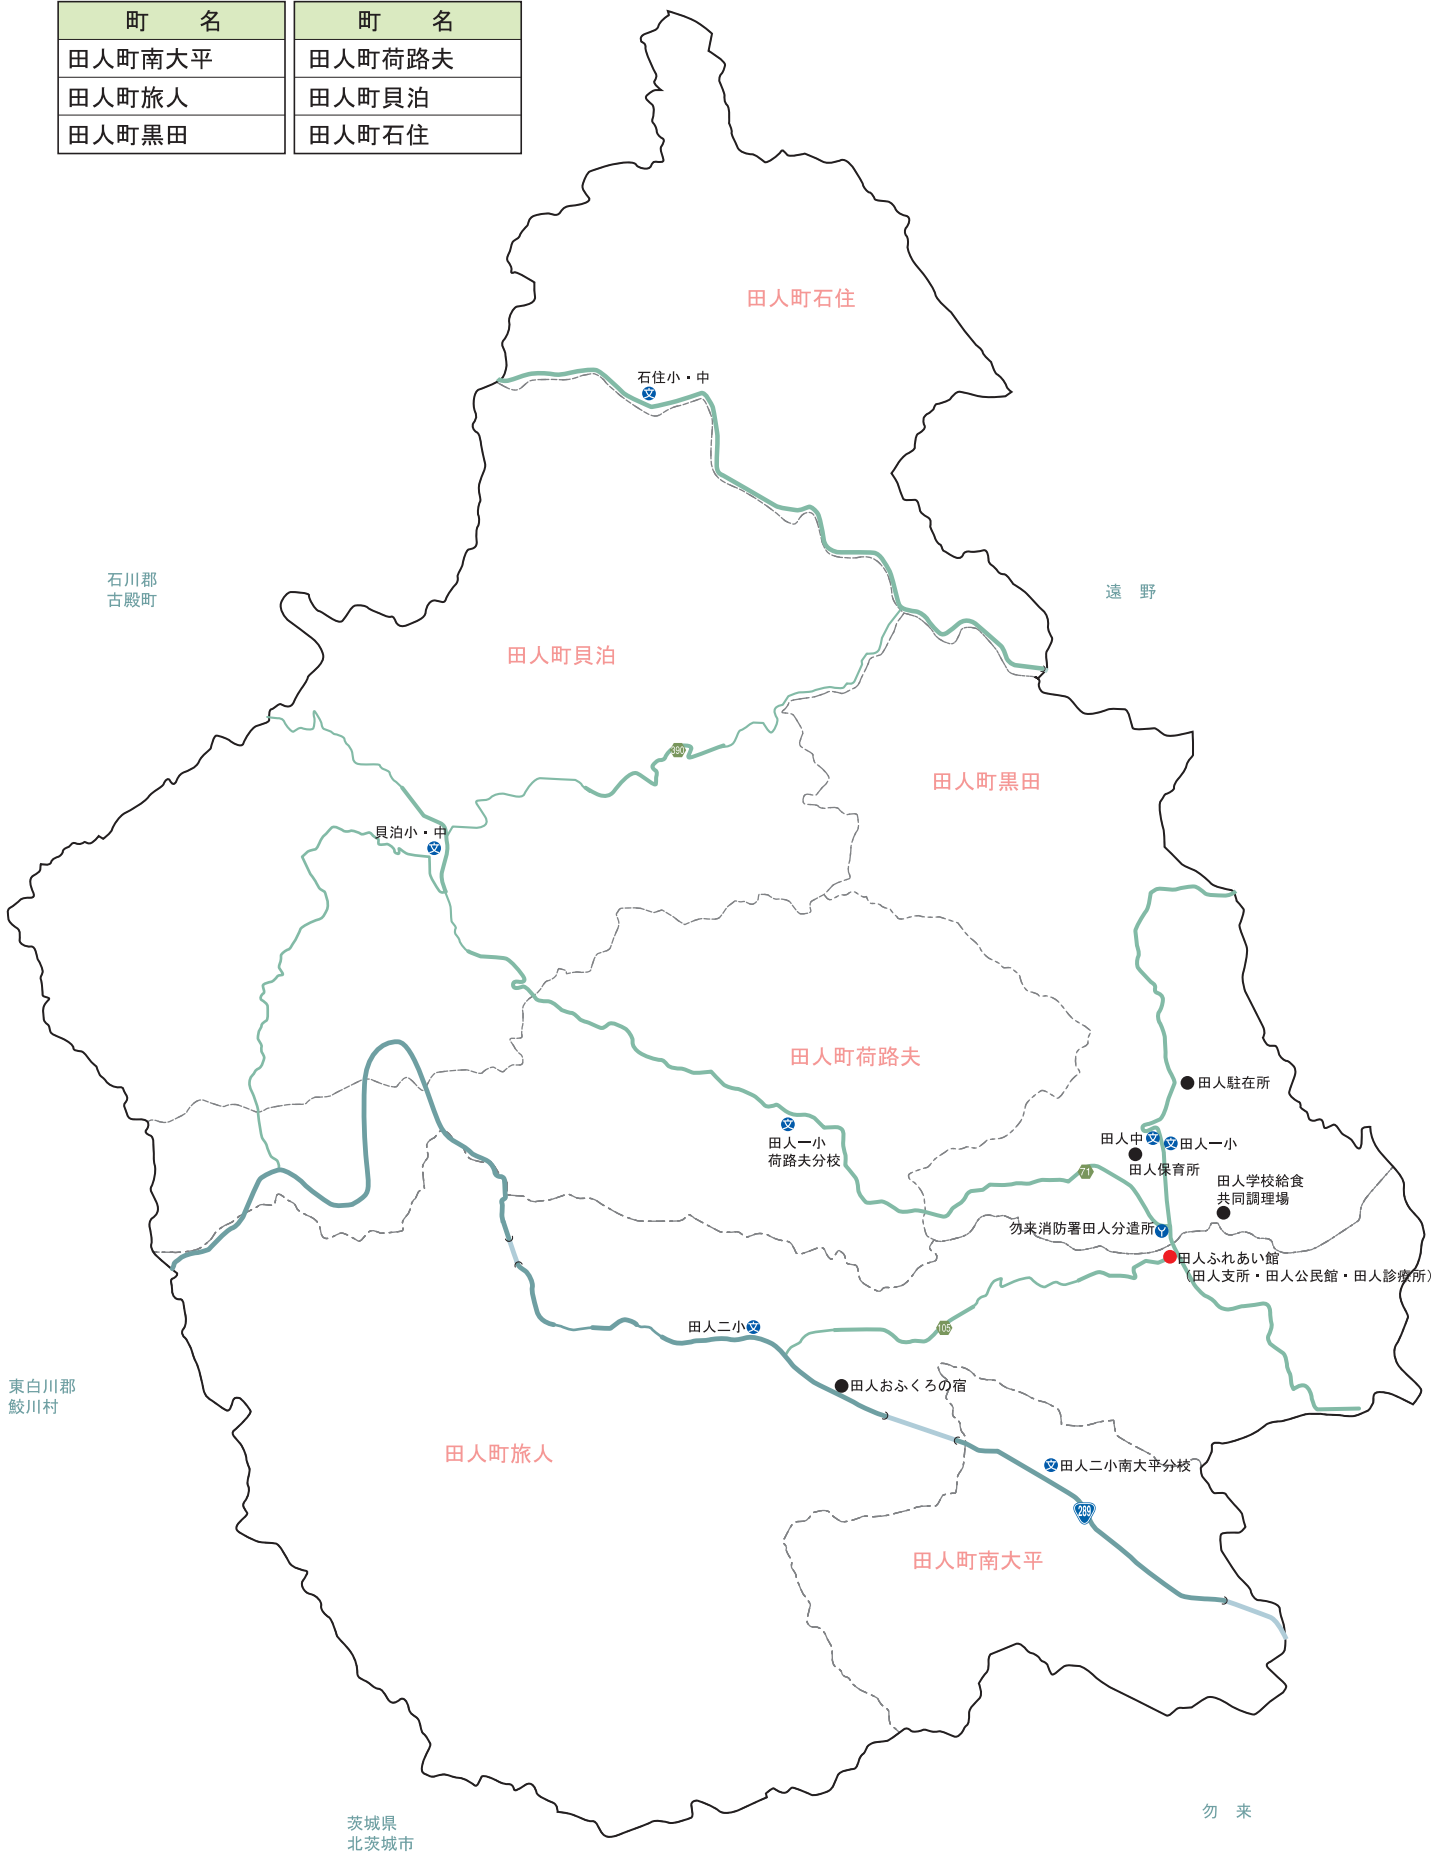 町　名
町　名
田人町南大平
田人町荷路夫
田人町旅人
田人町貝泊
田人町黒田
田人町石住
田人町石住
石住小・中
石川郡
古殿町
遠　野
田人町貝泊
390
田人町黒田
貝泊小・中
田人町荷路夫
田人駐在所
田人一小
荷路夫分校
田人中
田人一小
田人保育所
71
田人学校給食
共同調理場
勿来消防署田人分遣所
田人ふれあい館
（田人支所・田人公民館・田人診療所）
田人二小
105
東白川郡
鮫川村
田人おふくろの宿
田人町旅人
田人二小南大平分校
289
田人町南大平
茨城県
北茨城市
勿　来